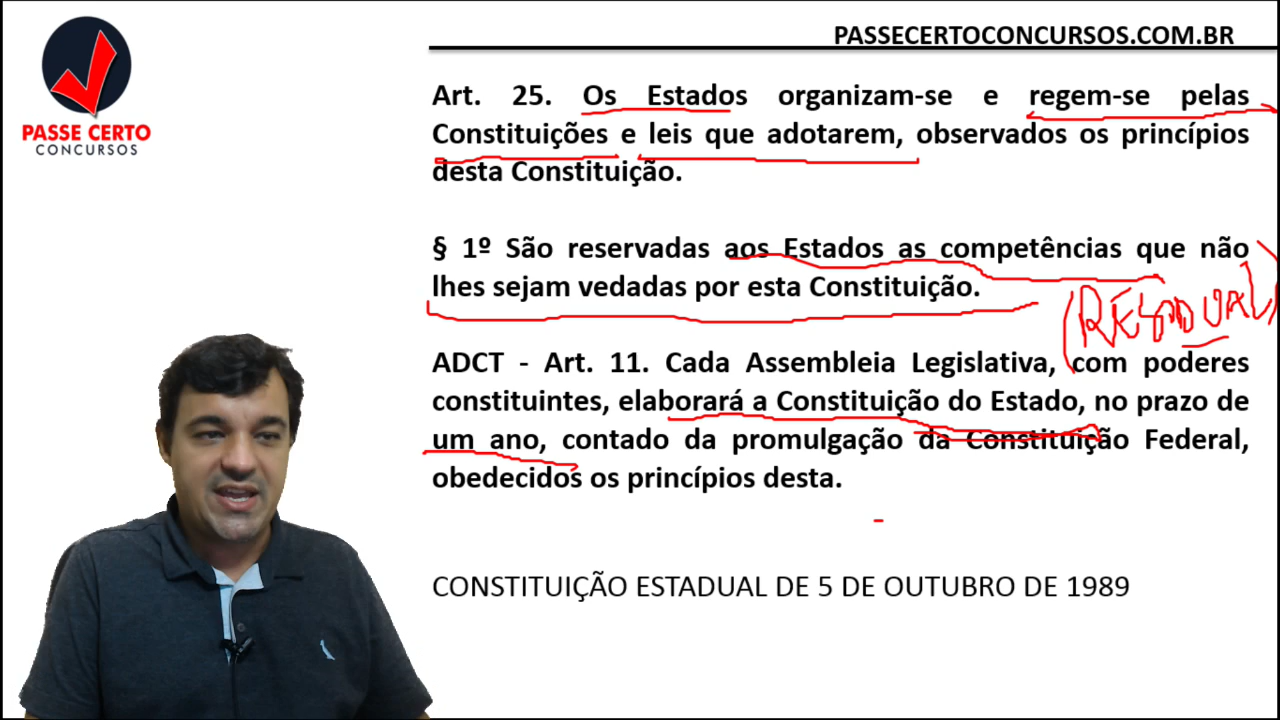 PASSECERTOCONCURSOS.COM.BR
PASSE CERTO
CONCURSOS
Art. 25. Os Estados organizam-se e regem-se pelas
Constituições e leis que adotarem, observados os princípios
desta Constituição.
§ 1º São reservadas aos Estados as competências que não
lhes sejam vedadas por esta Constituição.
(RESIDUAL)
ADCT - Art. 11. Cada Assembleia Legislativa, com poderes
constituintes, elaborará a Constituição do Estado, no prazo de
um ano, contado da promulgação da Constituição Federal,
obedecidos os princípios desta.
CONSTITUIÇÃO ESTADUAL DE 5 DE OUTUBRO DE 1989